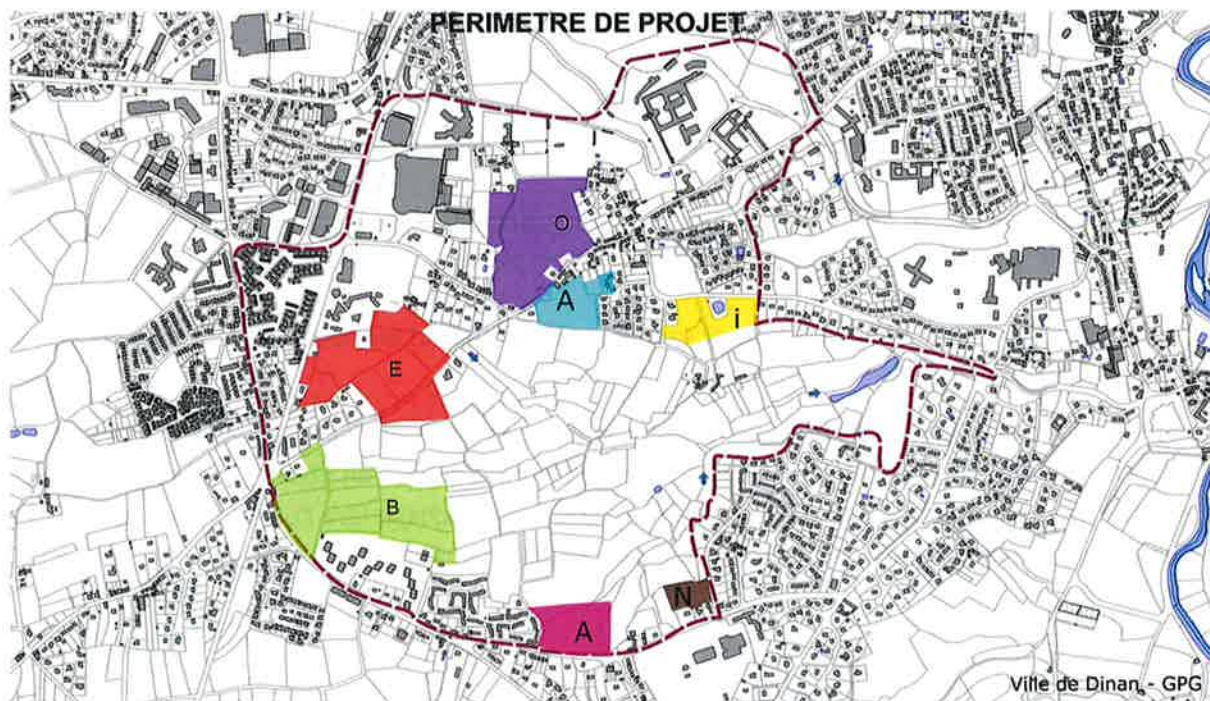 PERIMETRE DE PROJET
O
A
i
E
B
N
A
Ville de Dinan - GPG